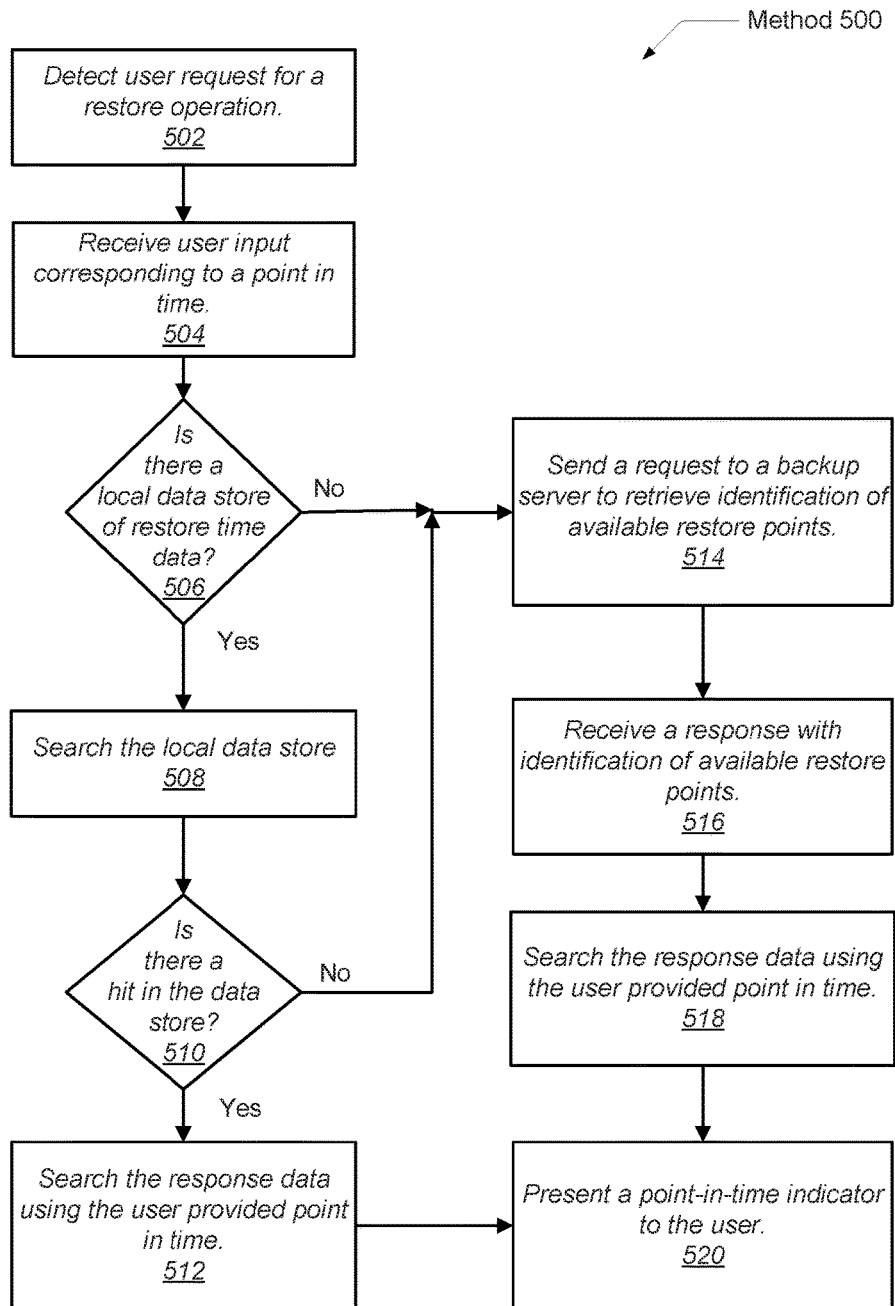 Method 500
Detect user request for a
restore operation.
502
Receive user input
corresponding to a point in
time.
504
Is
there a
local data store
of restore time
data?
506
No
Yes
Search the local data store
508
Is
there a
hit in the data
store?
510
No
Yes
Search the response data
using the user provided point
in time.
512
Send a request to a backup
server to retrieve identification of
available restore points.
514
Receive a response with
identification of available restore
points.
516
Search the response data using
the user provided point in time.
518
Present a point-in-time indicator
to the user.
520